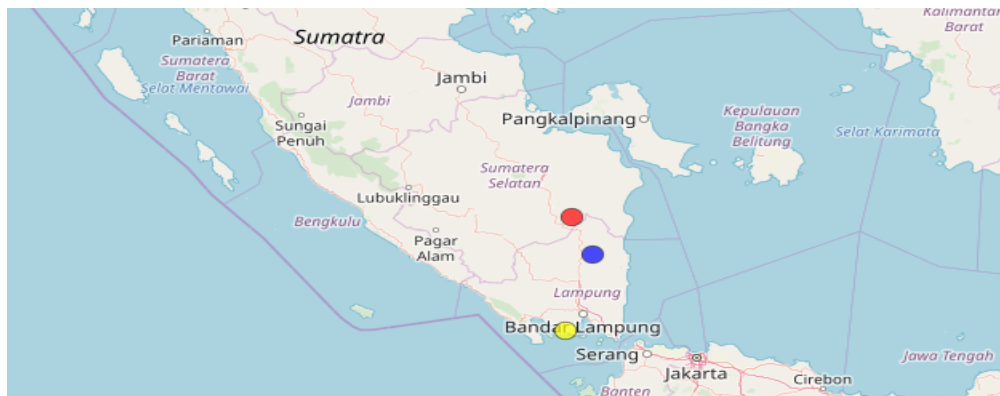 Sumatra
Kalimantan
Barat
Pariaman
Sumatera
Barat
Selat Mentawai
Jambi
Jambi
Sungai
Penuh
Pangkalpinang
Kepulauan
Bangka
Belitung
Selat Karimata
Sumatera
Selatan
Lubuklinggau
Bengkulu
Pagar
Alam
Lampung
Bandar Lampung
Serang
Jakarta
Banten
Cirebon
Jawa Tengah